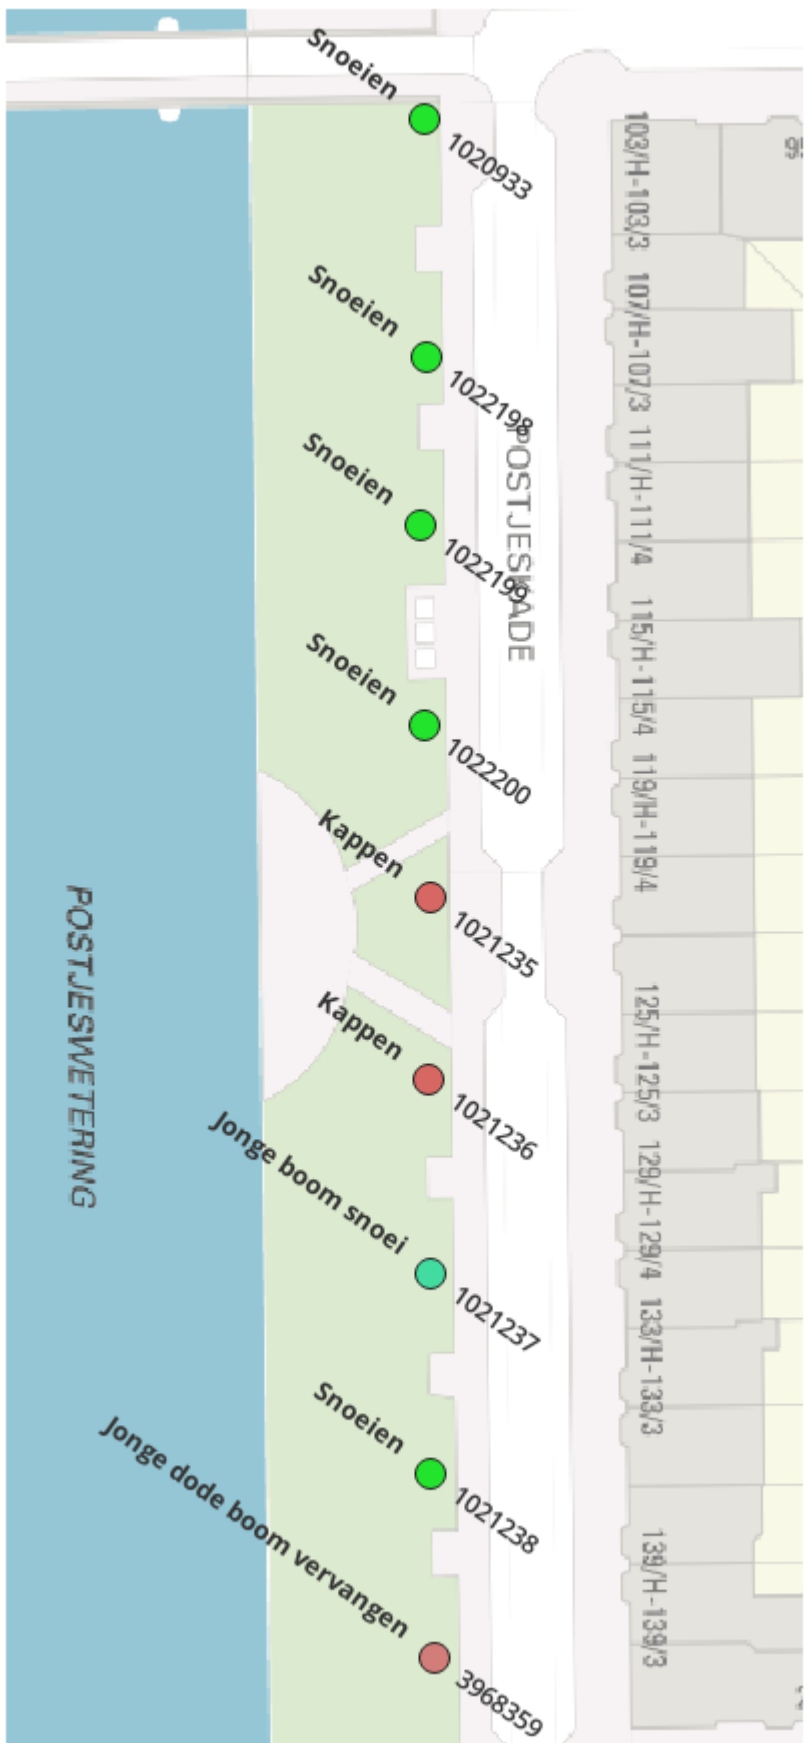 Snoeien
1020933
103/H-103/3
Snoeien
1022198
107/H-107/3
Snoeien
1022199
111/H-111/4
POSTJESKADE
Snoeien
1022200
115/H-115/4
Kappen
1021235
119/H-119/4
POSTJESWETERING
Kappen
1021236
125/H-125/3
Jonge boom snoei
1021237
129/H-129/4
Snoeien
1021238
133/H-133/3
Jonge dode boom vervangen
3968359
139/H-139/3